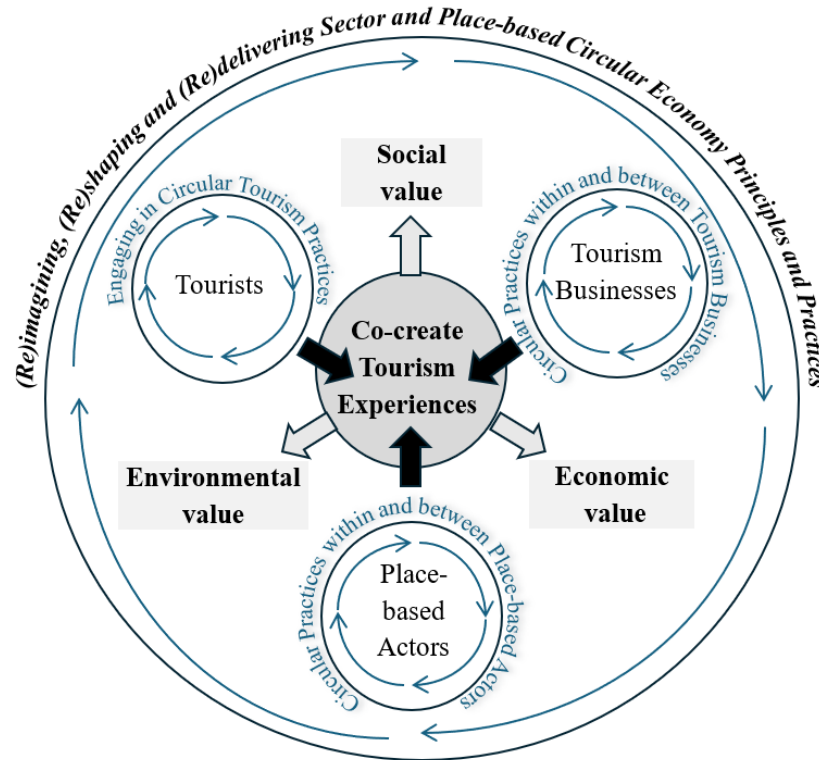 (Re)imagining, (Re)shaping and (Re)delivering Sector and Place-based Circular Economy Principles and Practices
Social
value
Engaging in Circular Tourism Practices
Tourists
Circular Practices within and between Tourism Businesses
Tourism
Businesses
Co-create
Tourism
Experiences
Environmental
value
Economic
value
Circular Practices within and between Place-based Actors
Place-
based
Actors